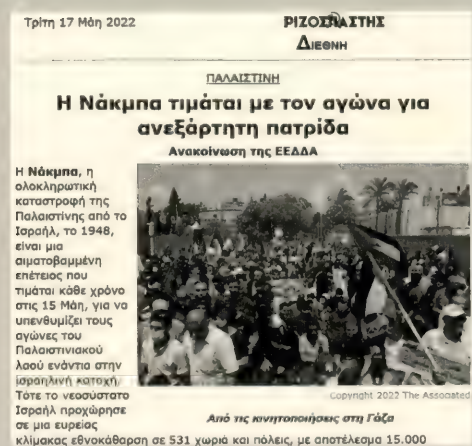 Τρίτη 17 Μάη 2022
ΡΙΖΟΣΠΑΣΤΗΣ
ΔΙΕΘΝΗ
ΠΑΛΑΙΣΤΙΝΗ
Η Νάκμπα τιμάται με τον αγώνα για
ανεξάρτητη πατρίδα
Ανακοίνωση της ΕΕΔΔΑ
Η Νάκμπα, η
ολοκληρωτική
καταστροφή της
Παλαιστίνης από το
Ισραήλ, το 1948,
είναι μια
αιματοβαμμένη
επέτειος που
τιμάται κάθε χρόνο
στις 15 Μάη, για να
υπενθυμίζει τους
αγώνες του
Παλαιστινιακού
λαού ενάντια στην
ισραηλινή κατοχή.
Τότε το νεοσύστατο
Ισραήλ προχώρησε
σε μια ευρείας
κλίμακας εθνοκάθαρση σε 531 χωριά και πόλεις, με αποτέλεσμα 15.000
Copyright 2022 The Associated
Από τις κινητοποιήσεις στη Γάζα